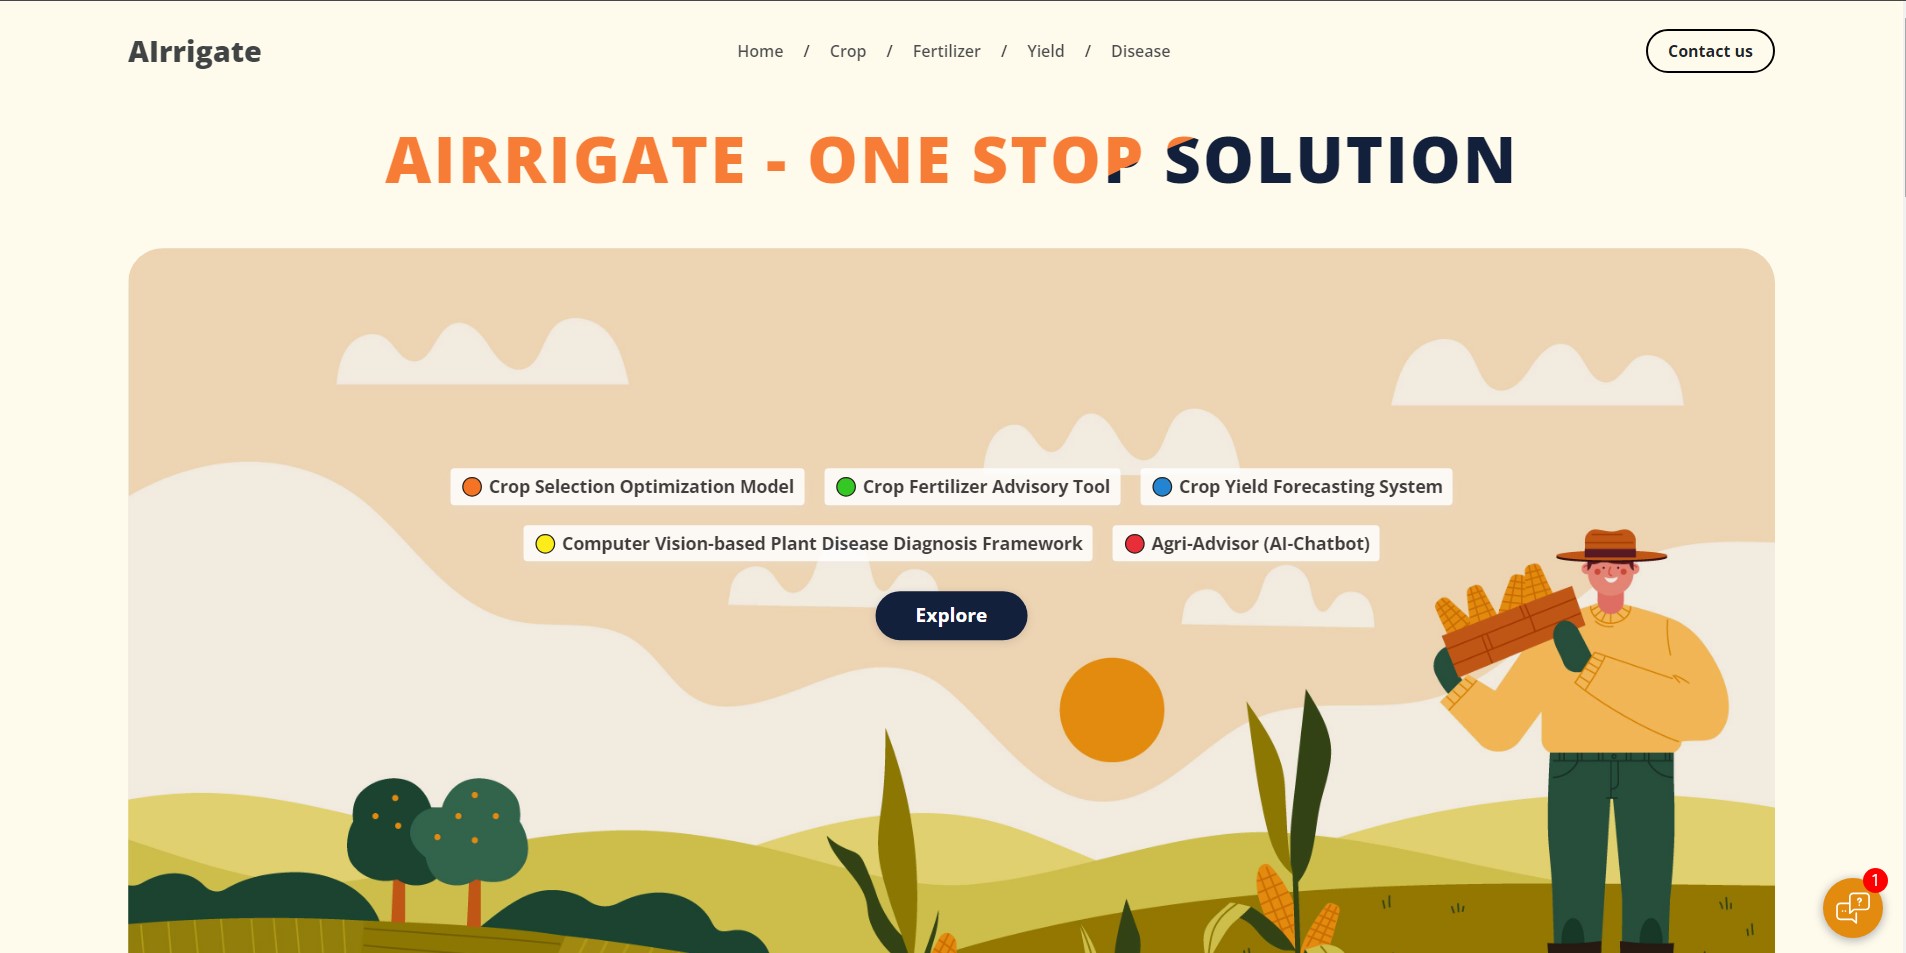 AIrrigate
Home / Crop / Fertilizer / Yield / Disease
Contact us
AIRRIGATE - ONE STOP SOLUTION
Crop Selection Optimization Model
Crop Fertilizer Advisory Tool
Crop Yield Forecasting System
Computer Vision-based Plant Disease Diagnosis Framework
Agri-Advisor (AI-Chatbot)
Explore
1